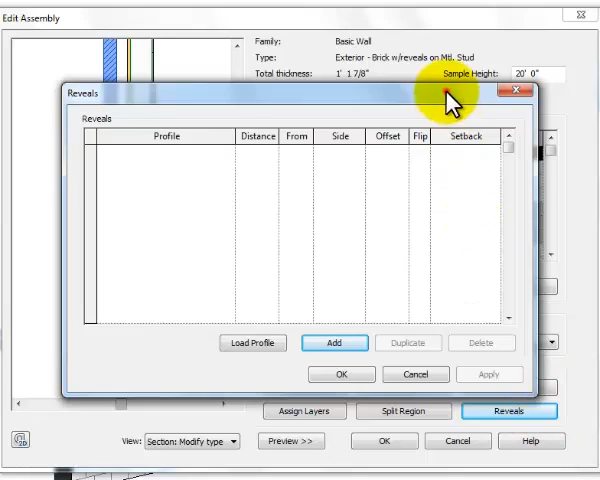 Edit Assembly
Family: Basic Wall
Type: Exterior - Brick w/reveals on Mtl. Stud
Total thickness: 1' 1 7/8" Sample Height: 20' 0"
Reveals
Reveals
Profile Distance From Side Offset Flip Setback
Load Profile Add Duplicate Delete
OK Cancel Apply
Assign Layers Split Region Reveals
2D View: Section: Modify type Preview >> OK Cancel Help